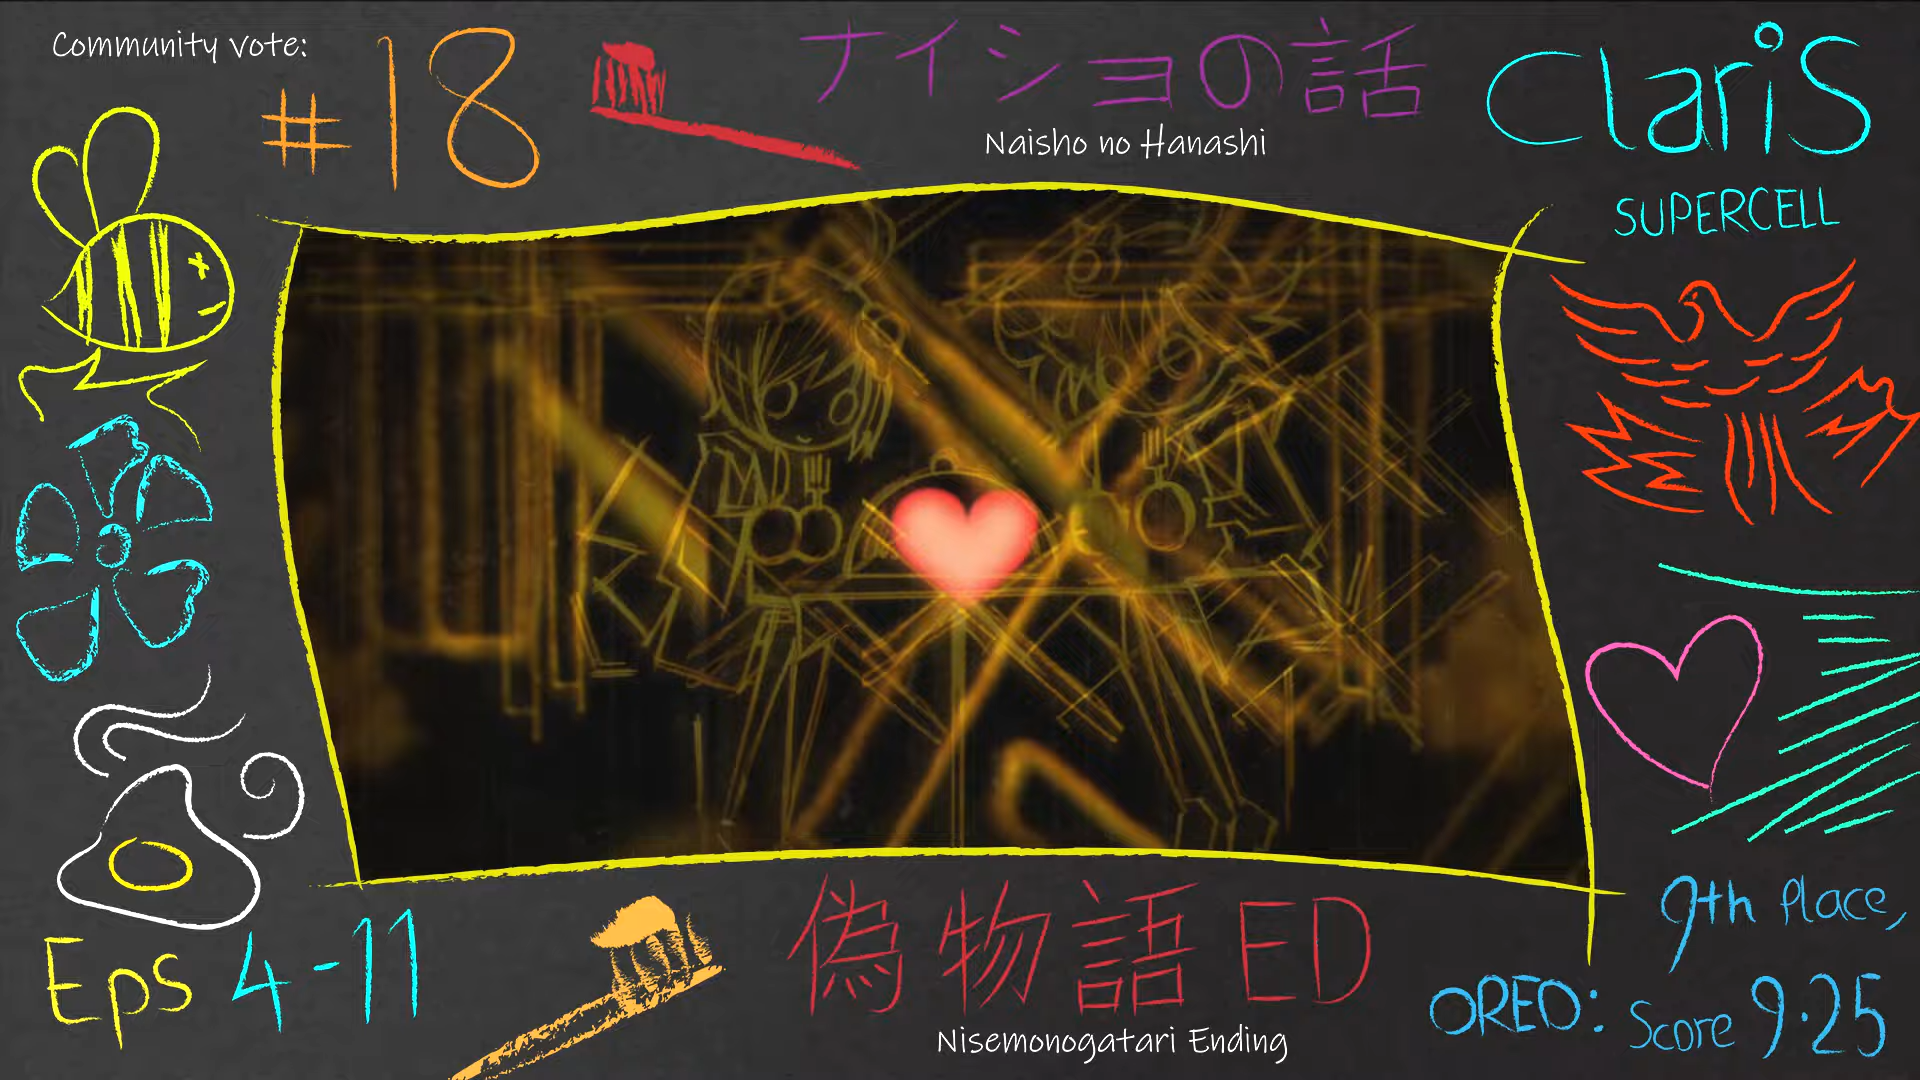 Community vote:
#18
ナイショの話
Naisho no Hanashi
ClariS
SUPERCELL
Eps 4-11
偽物語 ED
Nisemonogatari Ending
9th Place,
ORED: Score 9.25